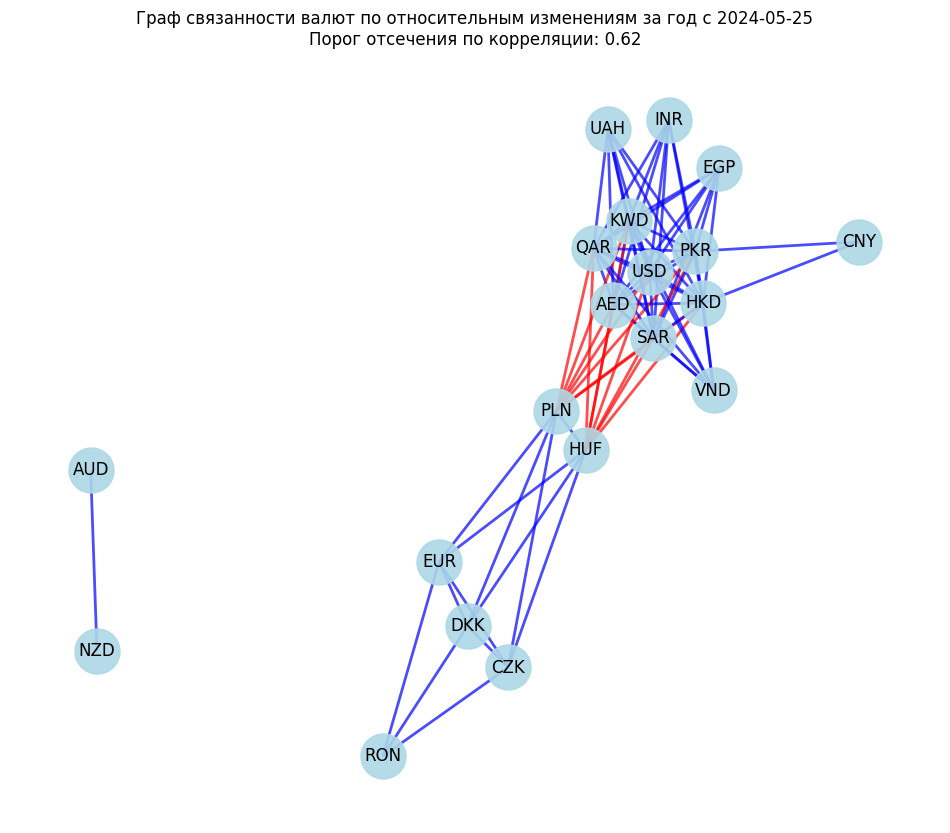 Граф связанности валют по относительным изменениям за год с 2024-05-25
Порог отсечения по корреляции: 0.62
UAH
INR
EGP
KWD
QAR
PKR
CNY
USD
AED
HKD
SAR
VND
PLN
HUF
AUD
EUR
DKK
NZD
CZK
RON